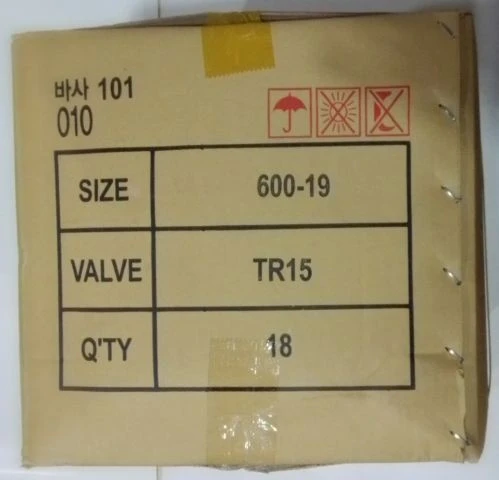 바사 101
010
SIZE 600-19
VALVE TR15
Q'TY 18